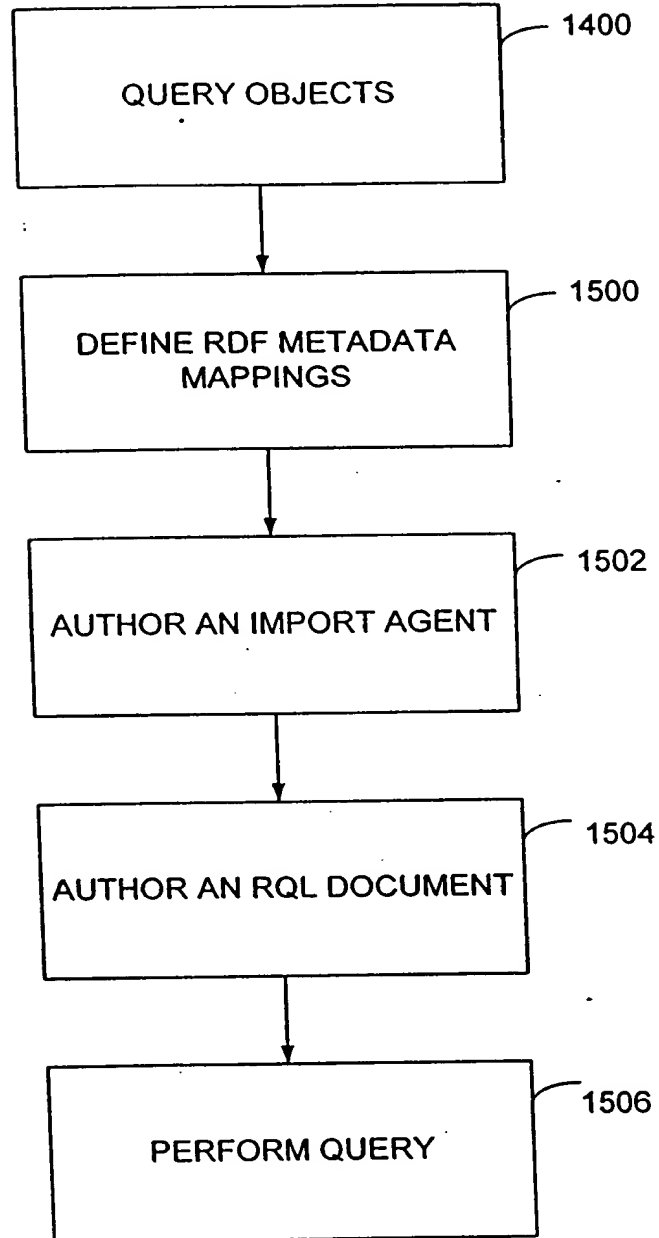 1400
QUERY OBJECTS
1500
DEFINE RDF METADATA
MAPPINGS
1502
AUTHOR AN IMPORT AGENT
1504
AUTHOR AN RQL DOCUMENT
1506
PERFORM QUERY